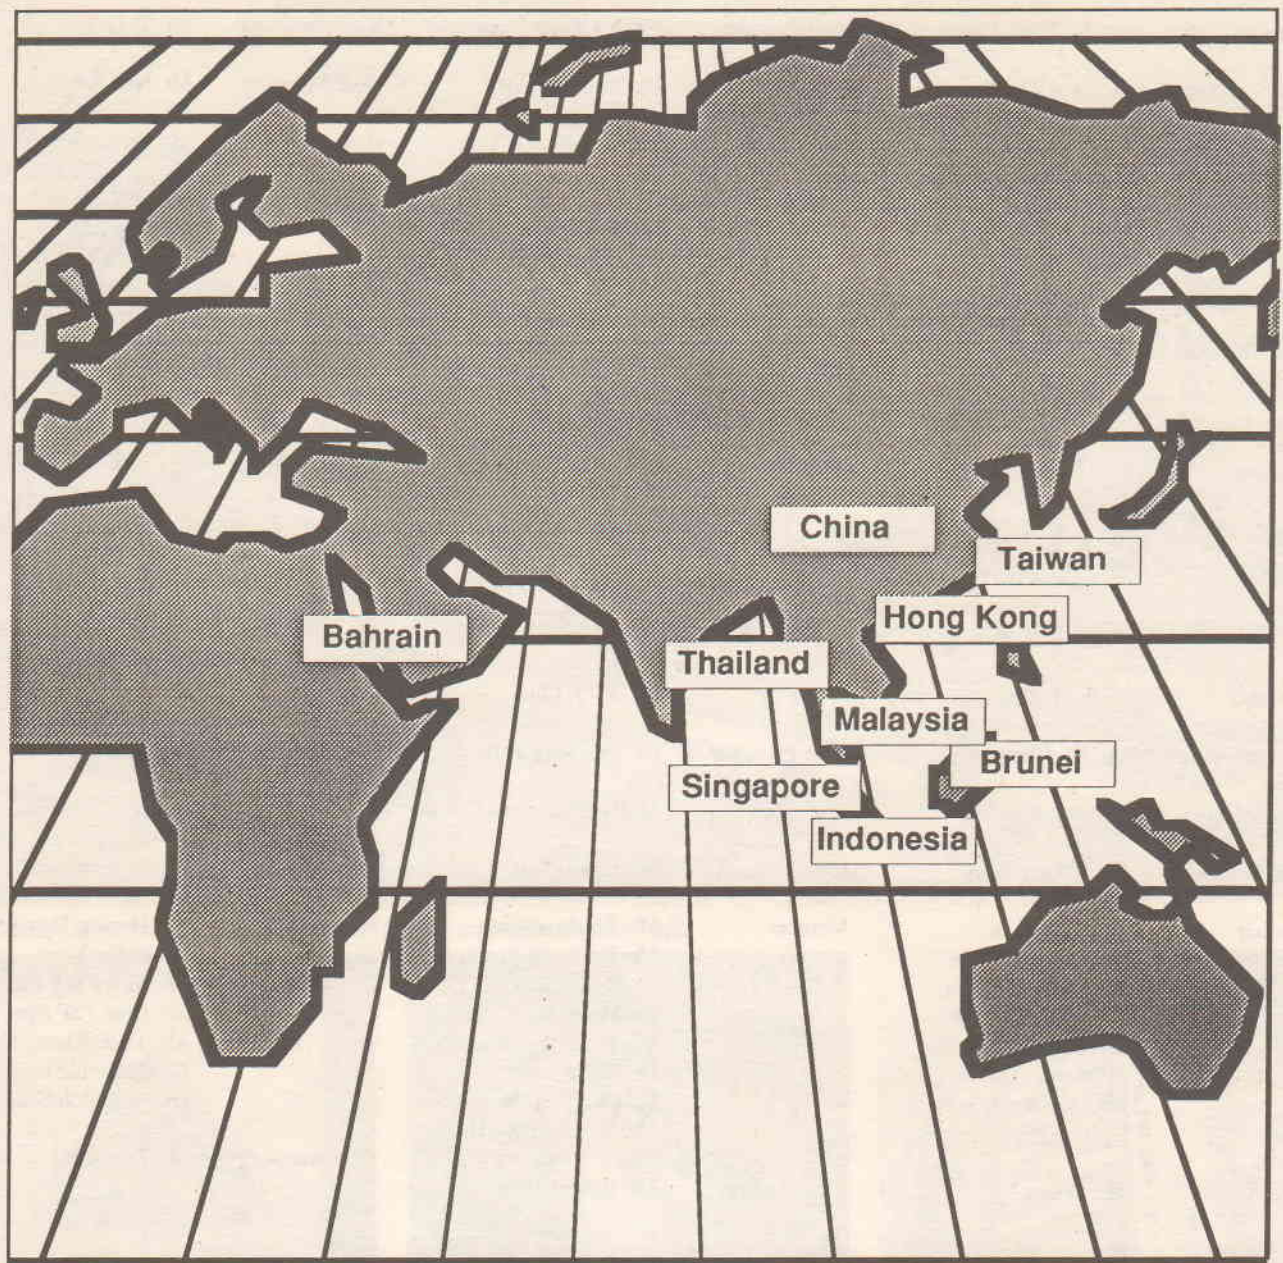 China
Taiwan
Hong Kong
Bahrain
Thailand
Malaysia
Brunei
Singapore
Indonesia